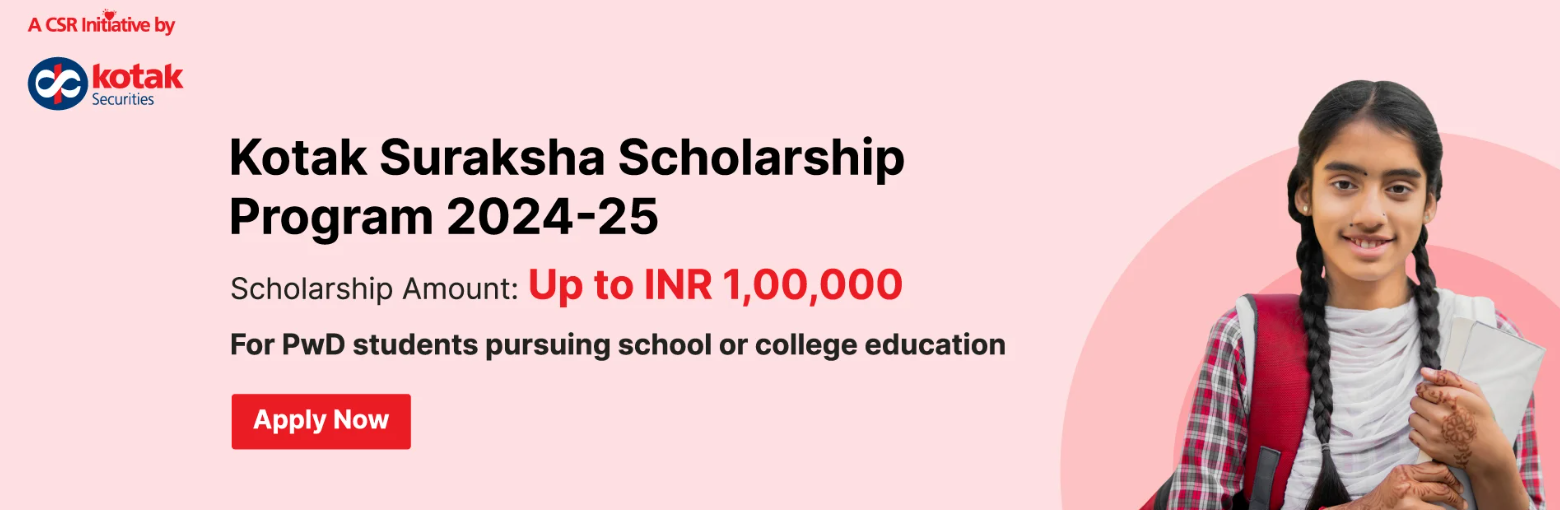 A CSR Initiative by
kotak
Securities
Kotak Suraksha Scholarship
Program 2024-25
Scholarship Amount: Up to INR 1,00,000
For PwD students pursuing school or college education
Apply Now